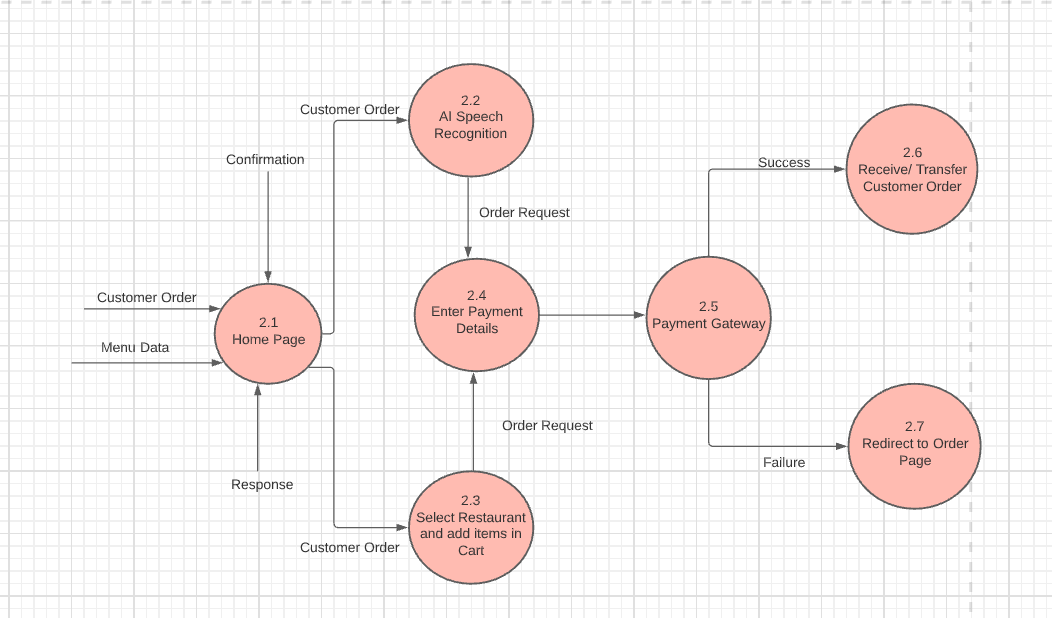 Customer Order
2.2
AI Speech
Recognition
Confirmation
2.6
Receive/ Transfer
Customer Order
Success
Order Request
Customer Order
2.1
Home Page
Menu Data
2.4
Enter Payment
Details
2.5
Payment Gateway
Order Request
2.7
Redirect to Order
Page
Failure
Response
2.3
Select Restaurant
and add items in
Cart
Customer Order